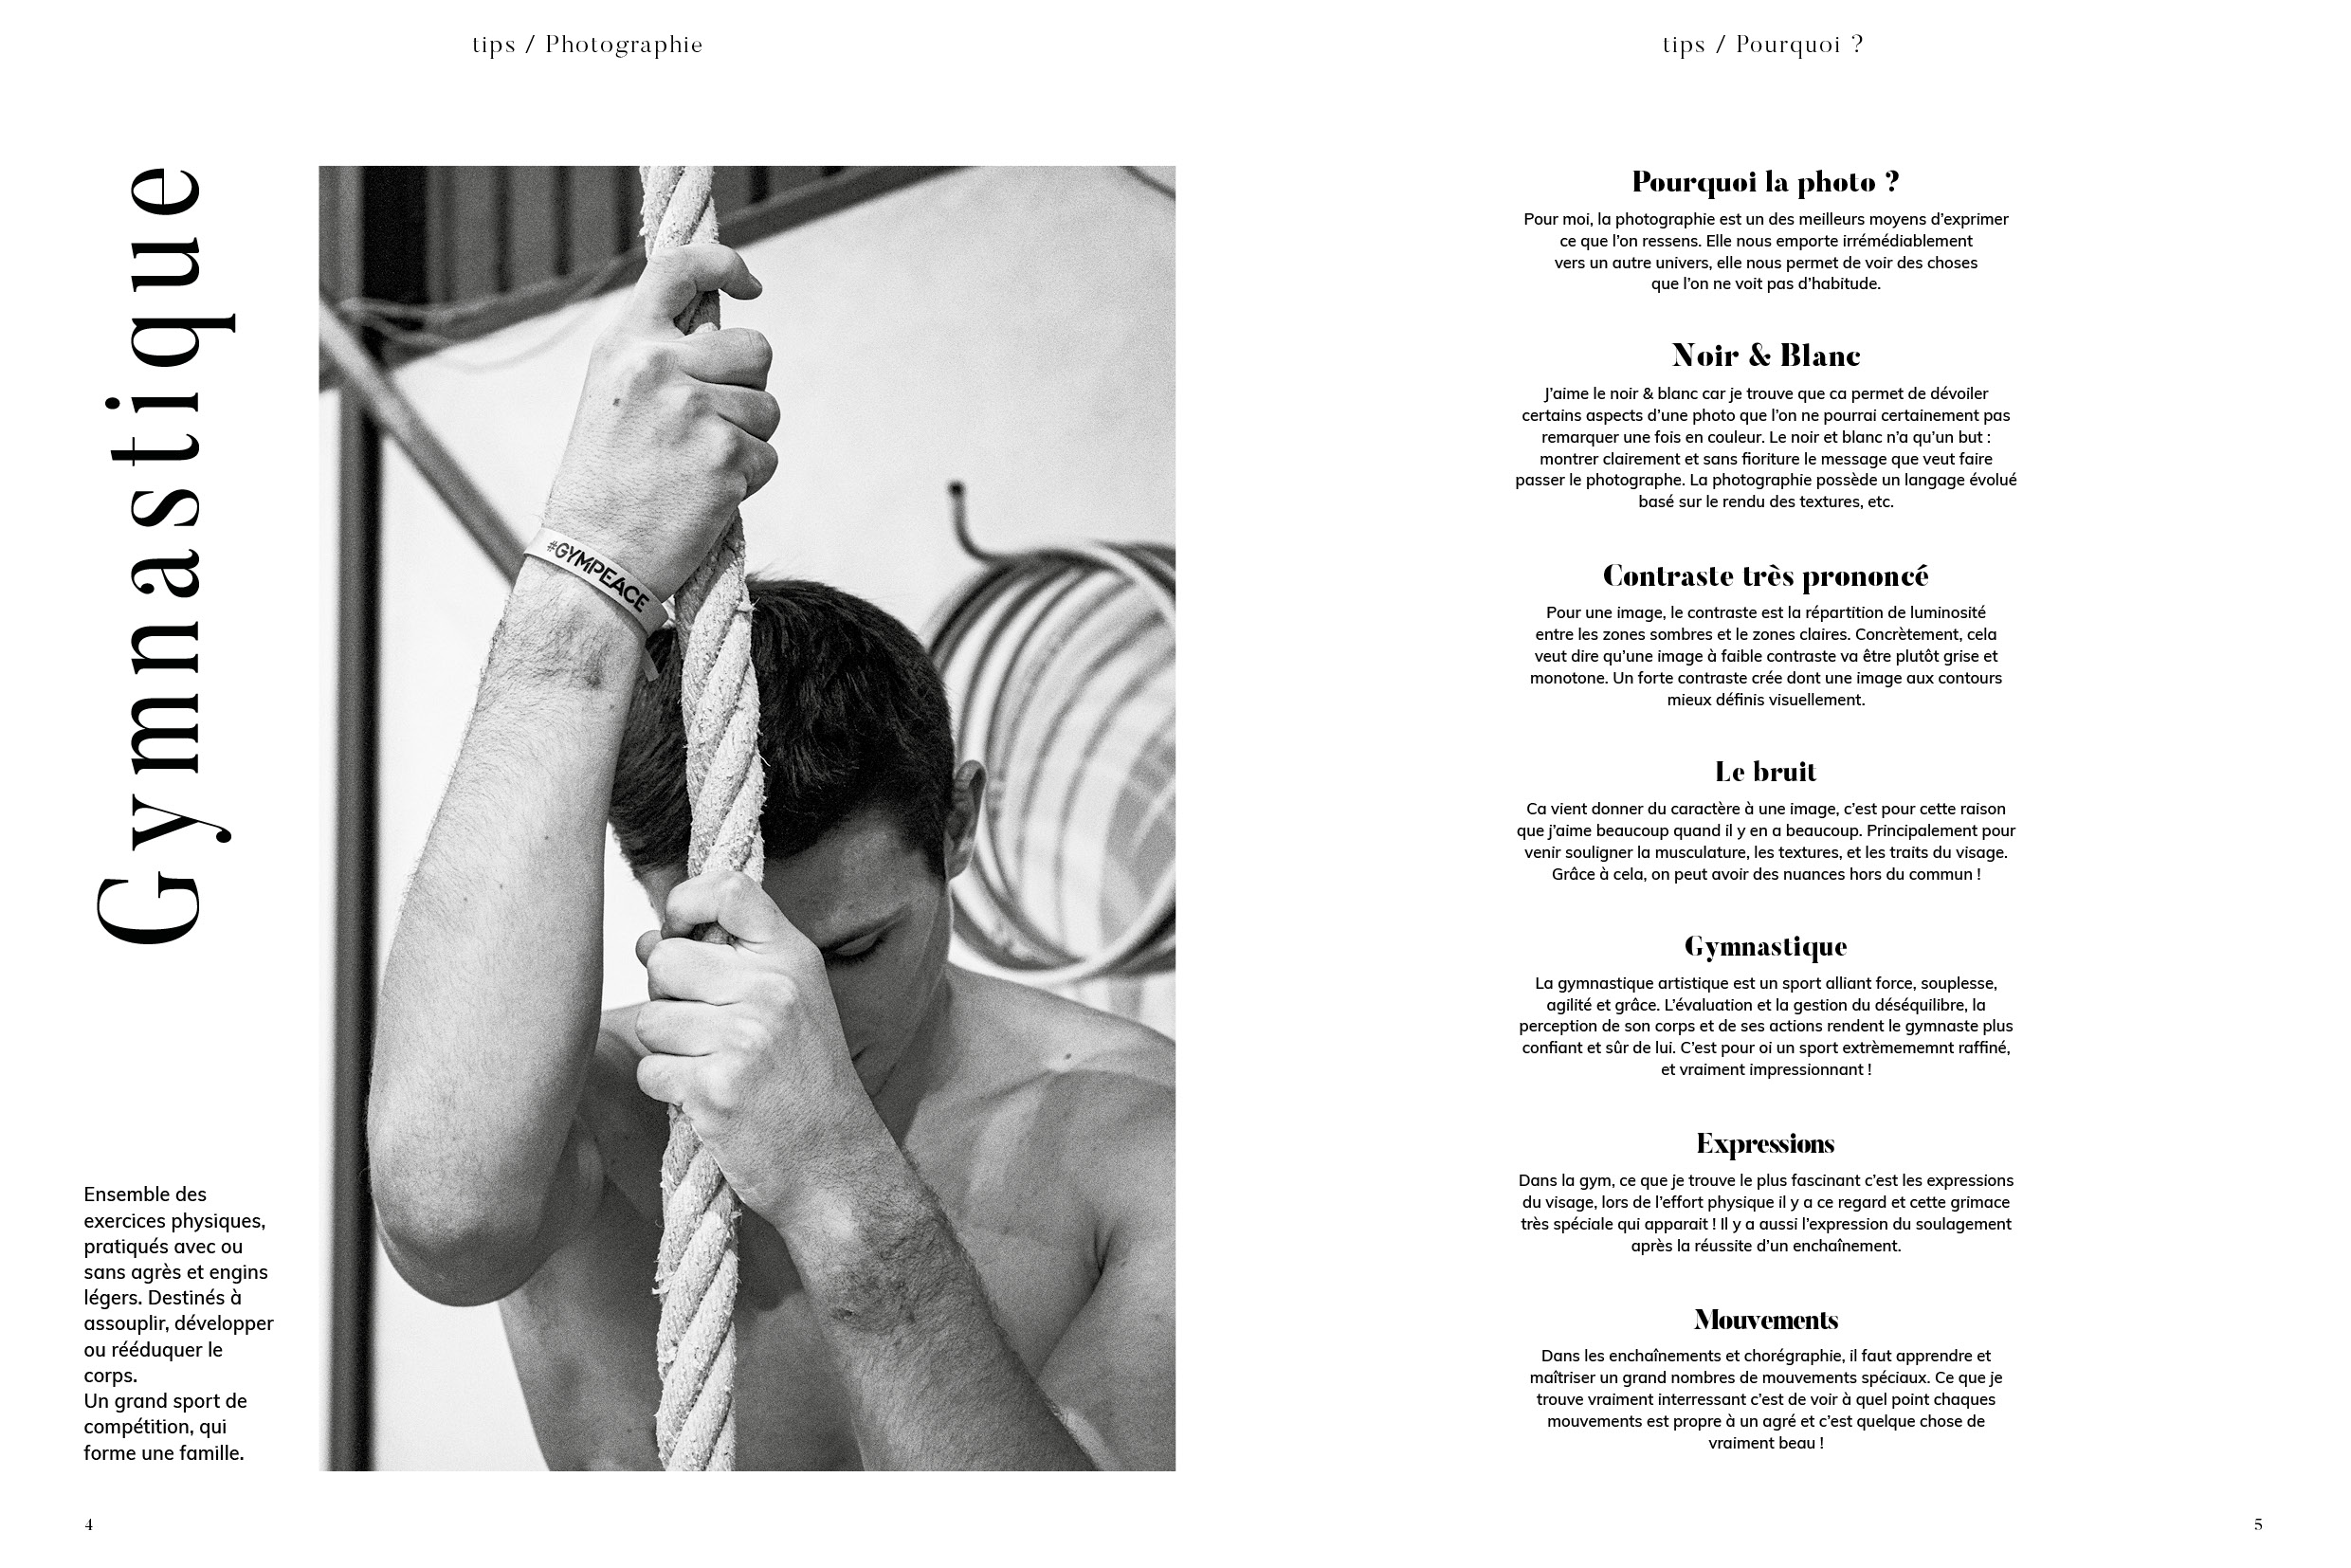 tips / Photographie
Gymnastique
#GYMPEACE
Ensemble des
exercices physiques,
pratiqués avec ou
sans agrès et engins
légers. Destinés à
assouplir, développer
ou rééduquer le
corps.
Un grand sport de
compétition, qui
forme une famille.
4
tips / Pourquoi ?
Pourquoi la photo ?
Pour moi, la photographie est un des meilleurs moyens d’exprimer
ce que l’on ressens. Elle nous emporte irrémédiablement
vers un autre univers, elle nous permet de voir des choses
que l’on ne voit pas d’habitude.
Noir & Blanc
J’aime le noir & blanc car je trouve que ca permet de dévoiler
certains aspects d’une photo que l’on ne pourrai certainement pas
remarquer une fois en couleur. Le noir et blanc n’a qu’un but :
montrer clairement et sans fioriture le message que veut faire
passer le photographe. La photographie possède un langage évolué
basé sur le rendu des textures, etc.
Contraste très prononcé
Pour une image, le contraste est la répartition de luminosité
entre les zones sombres et le zones claires. Concrètement, cela
veut dire qu’une image à faible contraste va être plutôt grise et
monotone. Un forte contraste crée dont une image aux contours
mieux définis visuellement.
Le bruit
Ca vient donner du caractère à une image, c’est pour cette raison
que j’aime beaucoup quand il y en a beaucoup. Principalement pour
venir souligner la musculature, les textures, et les traits du visage.
Grâce à cela, on peut avoir des nuances hors du commun !
Gymnastique
La gymnastique artistique est un sport alliant force, souplesse,
agilité et grâce. L’évaluation et la gestion du déséquilibre, la
perception de son corps et de ses actions rendent le gymnaste plus
confiant et sûr de lui. C’est pour oi un sport extrèmememnt raffiné,
et vraiment impressionnant !
Expressions
Dans la gym, ce que je trouve le plus fascinant c’est les expressions
du visage, lors de l’effort physique il y a ce regard et cette grimace
très spéciale qui apparait ! Il y a aussi l’expression du soulagement
après la réussite d’un enchaînement.
Mouvements
Dans les enchaînements et chorégraphie, il faut apprendre et
maîtriser un grand nombres de mouvements spéciaux. Ce que je
trouve vraiment interressant c’est de voir à quel point chaques
mouvements est propre à un agré et c’est quelque chose de
vraiment beau !
5